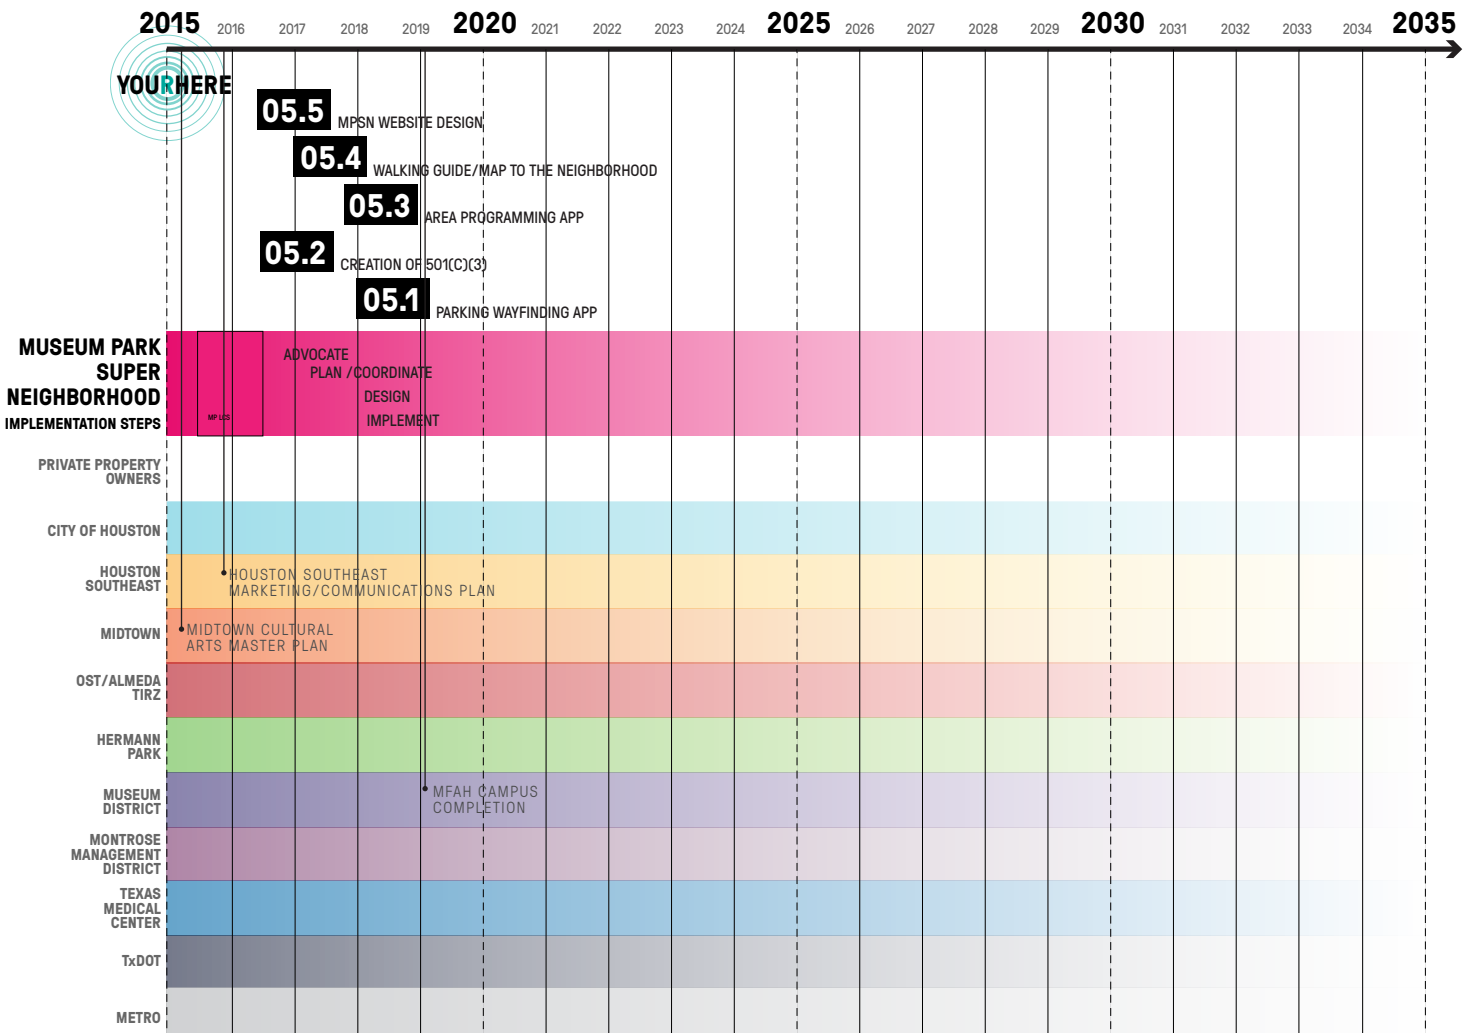 2015 2016 2017 2018 2019 2020 2021 2022 2023 2024 2025 2026 2027 2028 2029 2030 2031 2032 2033 2034 2035
YOURHERE
05.5 MPSN WEBSITE DESIGN
05.4 WALKING GUIDE/MAP TO THE NEIGHBORHOOD
05.3 AREA PROGRAMMING APP
05.2 CREATION OF 501(C)(3)
05.1 PARKING WAYFINDING APP
MUSEUM PARK
SUPER
NEIGHBORHOOD
IMPLEMENTATION STEPS
ADVOCATE
PLAN /COORDINATE
DESIGN
IMPLEMENT
MP LCS
PRIVATE PROPERTY
OWNERS
CITY OF HOUSTON
HOUSTON
SOUTHEAST
HOUSTON SOUTHEAST
MARKETING/COMMUNICATIONS PLAN
MIDTOWN
MIDTOWN CULTURAL
ARTS MASTER PLAN
OST/ALMEDA
TIRZ
HERMANN
PARK
MUSEUM
DISTRICT
MFAH CAMPUS
COMPLETION
MONTROSE
MANAGEMENT
DISTRICT
TEXAS
MEDICAL
CENTER
TxDOT
METRO